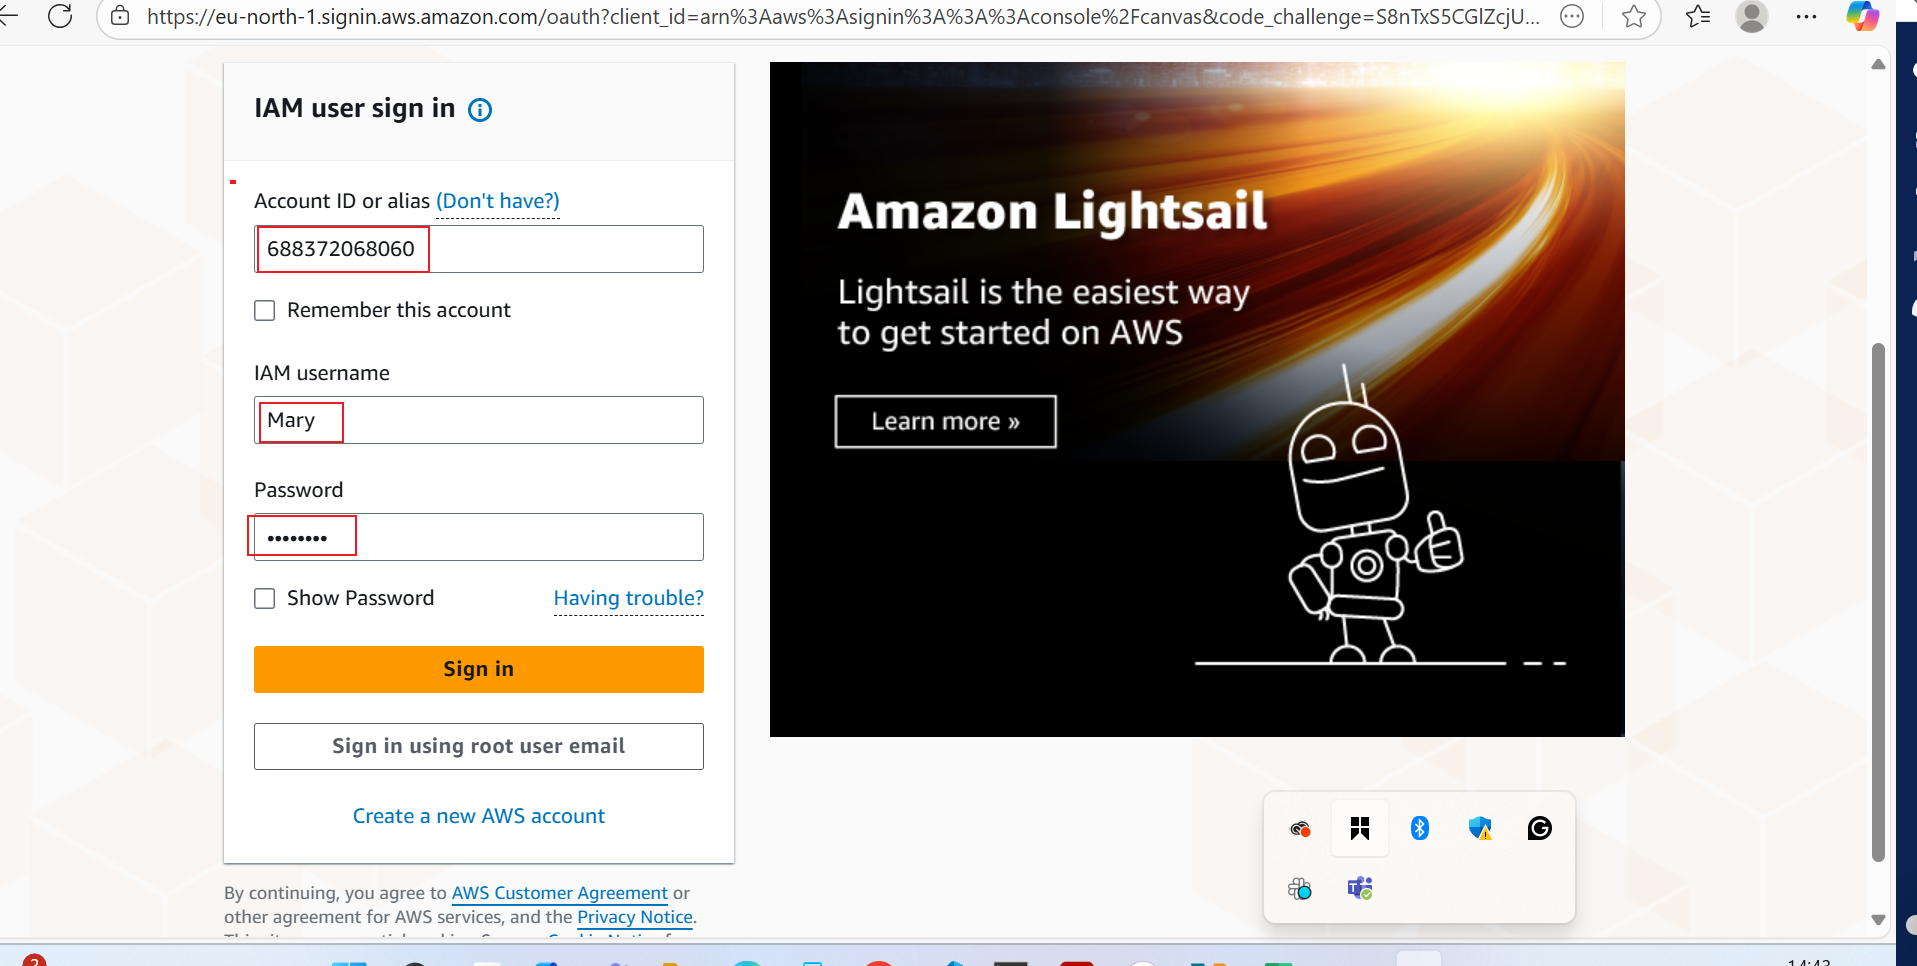 https://eu-north-1.signin.aws.amazon.com/oauth?client_id=arn%3Aaws%3Asignin%3A%3A%3Aconsole%2Fcanvas&code_challenge=S8nTxS5CGlZcjU...
IAM user sign in
Account ID or alias (Don't have?)
688372068060
Remember this account
IAM username
Mary
Password
••••••••
Show Password
Having trouble?
Sign in
Sign in using root user email
Create a new AWS account
By continuing, you agree to AWS Customer Agreement or
other agreement for AWS services, and the Privacy Notice.
Amazon Lightsail
Lightsail is the easiest way
to get started on AWS
Learn more »
2